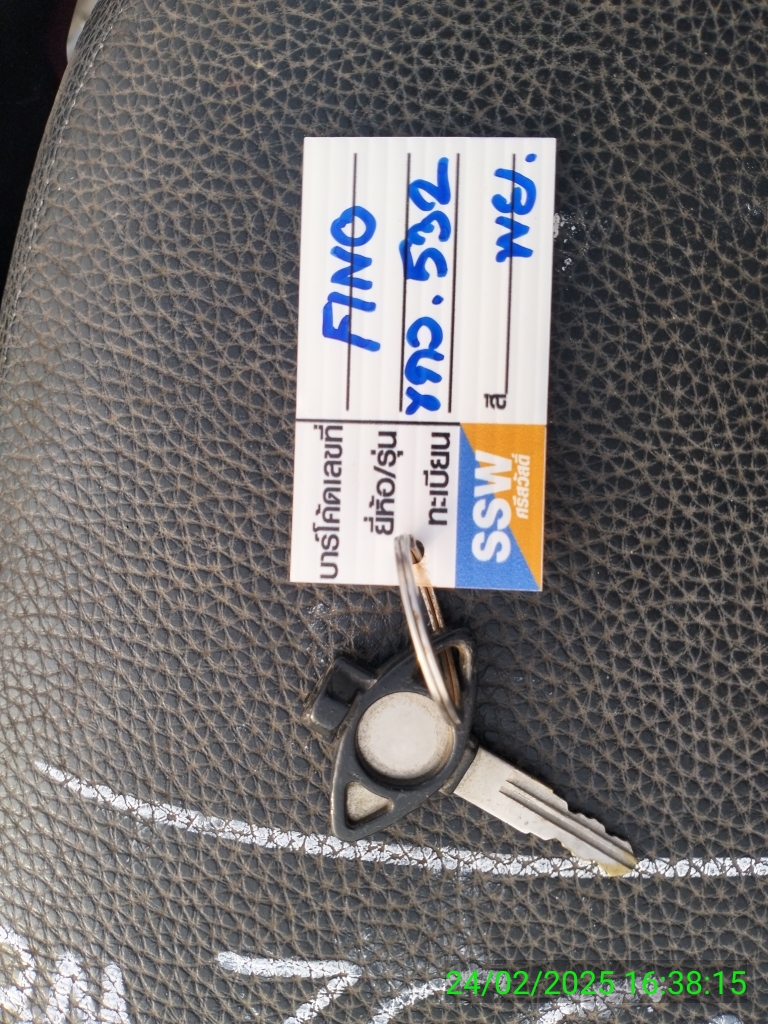 บาร์โค้ดเลขที่
ยี่ห้อ/รุ่น FINO
ทะเบียน ขกว.532
สี พย.
SSW
ศรีสวัสดิ์
24/02/2025 16:38:15